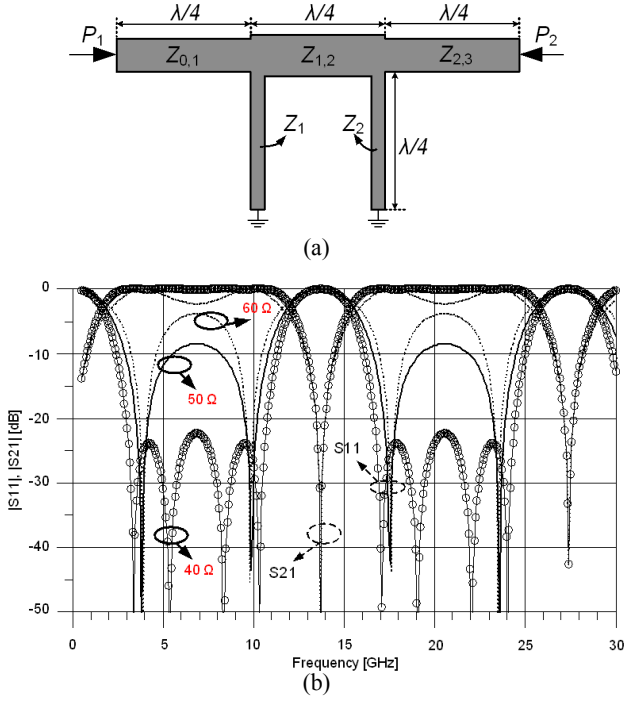 λ/4 λ/4 λ/4
P1 P2
Z0,1 Z1,2 Z2,3
Z1 Z2
λ/4
(a)
0
60 Ω
-10
50 Ω
-20
S11
-30
-40
40 Ω S21
-50
|S11|, |S21| [dB]
0 5 10 15 20 25 30
Frequency [GHz]
(b)